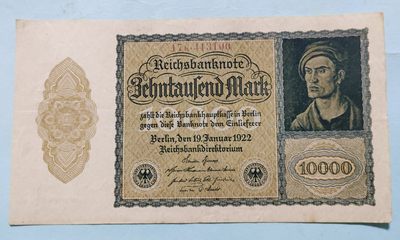 Reichsbanknote
Zehntausend Mark
zahlt die Reichsbankhauptkasse in Berlin
gegen diese Banknote dem Einlieferer
Berlin, den 19. Januar 1922
Reichsbankdirektorium
10000